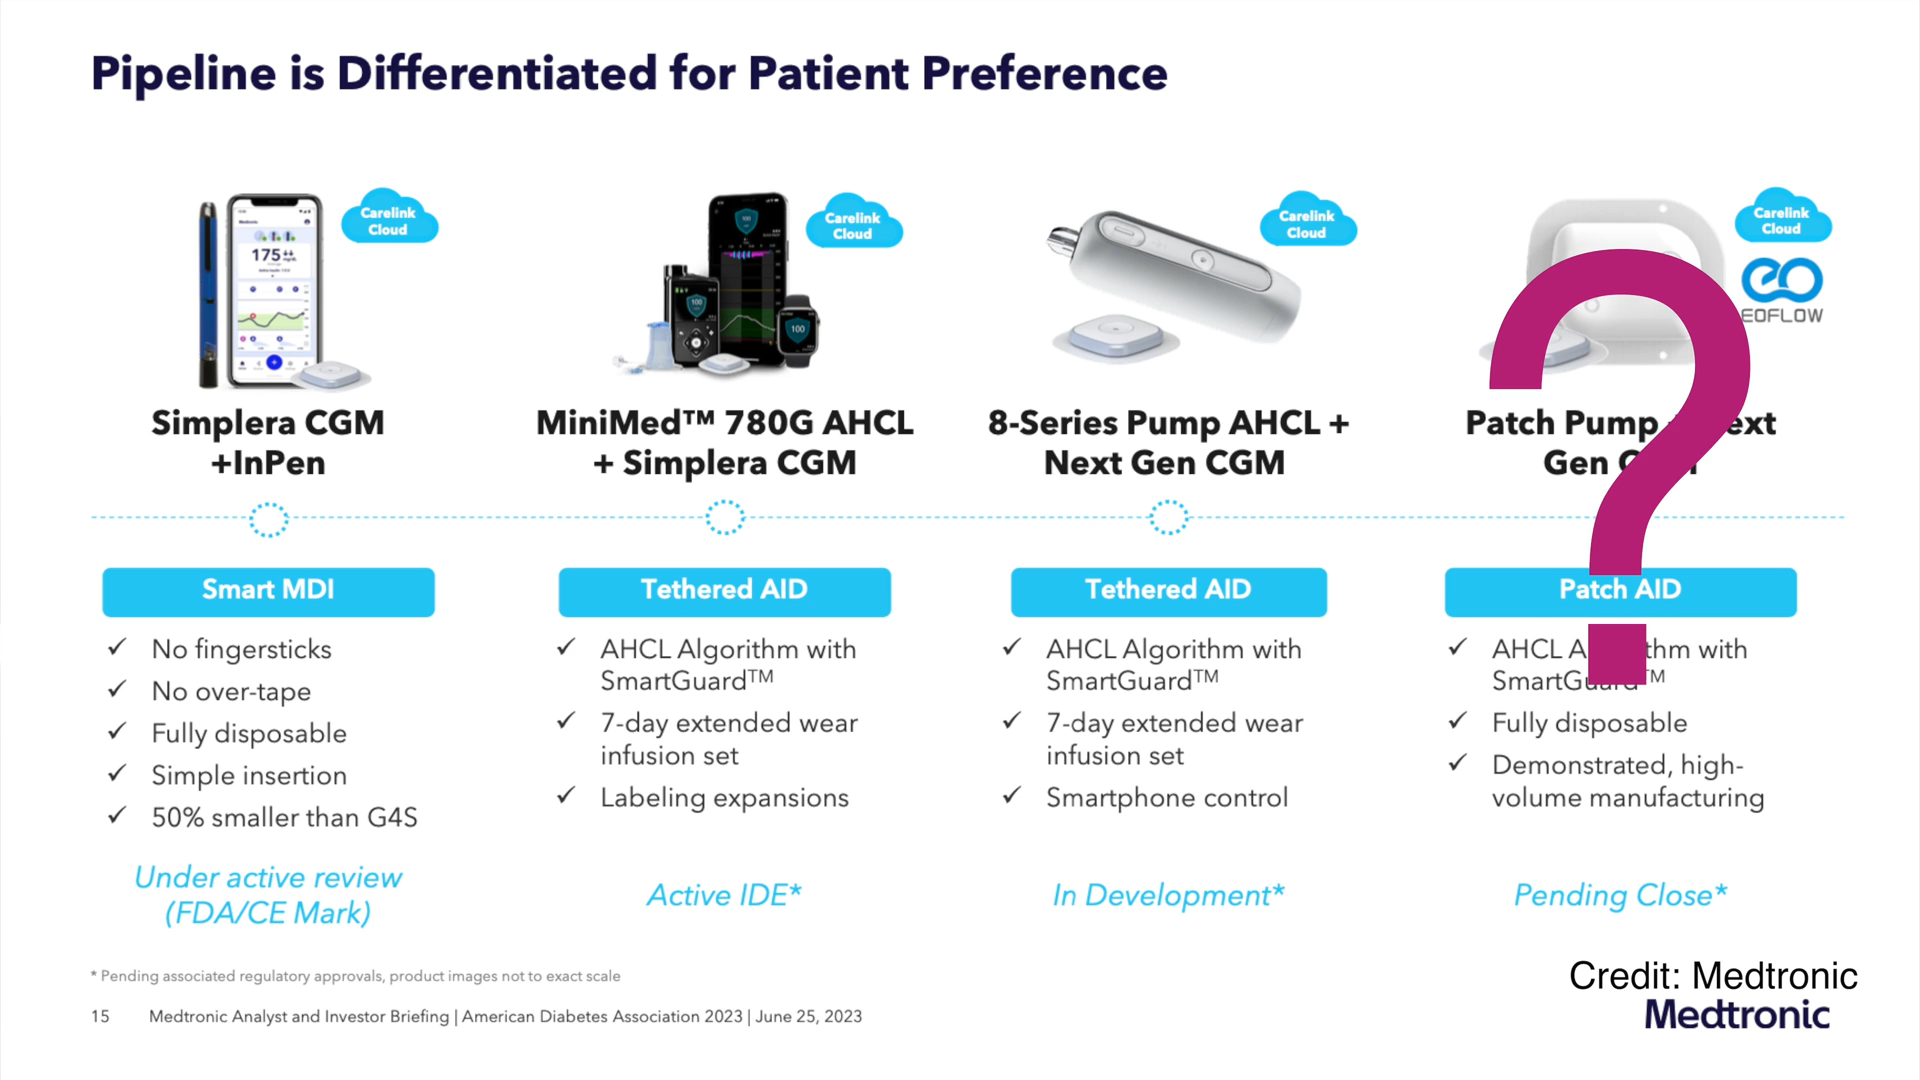 Pipeline is Differentiated for Patient Preference
Carelink
Cloud
175
Carelink
Cloud
100
100
100
Carelink
Cloud
Carelink
Cloud
eo
EOFLOW
Simplera CGM
+InPen
MiniMed™ 780G AHCL
+ Simplera CGM
8-Series Pump AHCL +
Next Gen CGM
Patch Pump
Gen
?
Smart MDI
✓ No fingersticks
✓ No over-tape
✓ Fully disposable
✓ Simple insertion
✓ 50% smaller than G4S
Under active review
(FDA/CE Mark)
Tethered AID
✓ AHCL Algorithm with
SmartGuard™
✓ 7-day extended wear
infusion set
✓ Labeling expansions
Active IDE*
Tethered AID
✓ AHCL Algorithm with
SmartGuard™
✓ 7-day extended wear
infusion set
✓ Smartphone control
In Development*
Patch AID
✓ AHCL with
✓ Fully disposable
✓ Demonstrated, high-
volume manufacturing
Pending Close*
* Pending associated regulatory approvals, product images not to exact scale
15 Medtronic Analyst and Investor Briefing | American Diabetes Association 2023 | June 25, 2023
Credit: Medtronic
Medtronic